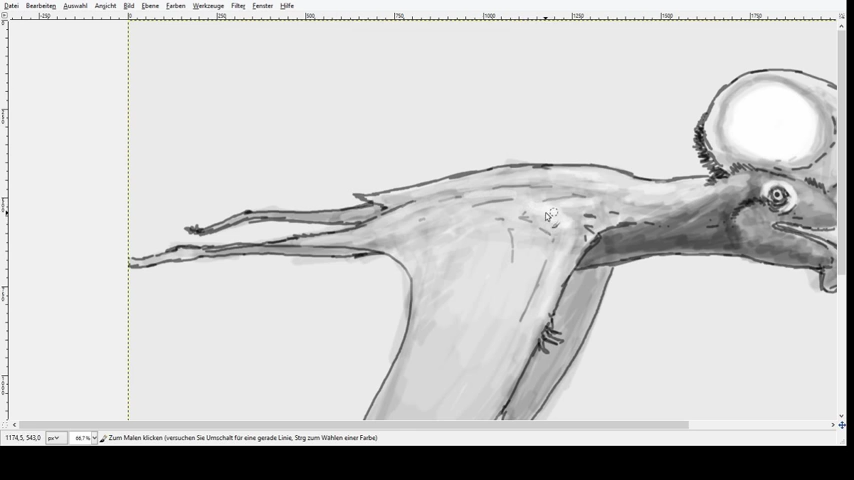 Datei Bearbeiten Auswahl Ansicht Bild Ebene Farben Werkzeuge Filter Fenster Hilfe
-250 0 250 500 750 1000 1250 1500 1750
1174,5, 543,0 px 66,7 % Zum Malen klicken (versuchen Sie Umschalt für eine gerade Linie, Strg zum Wählen einer Farbe)